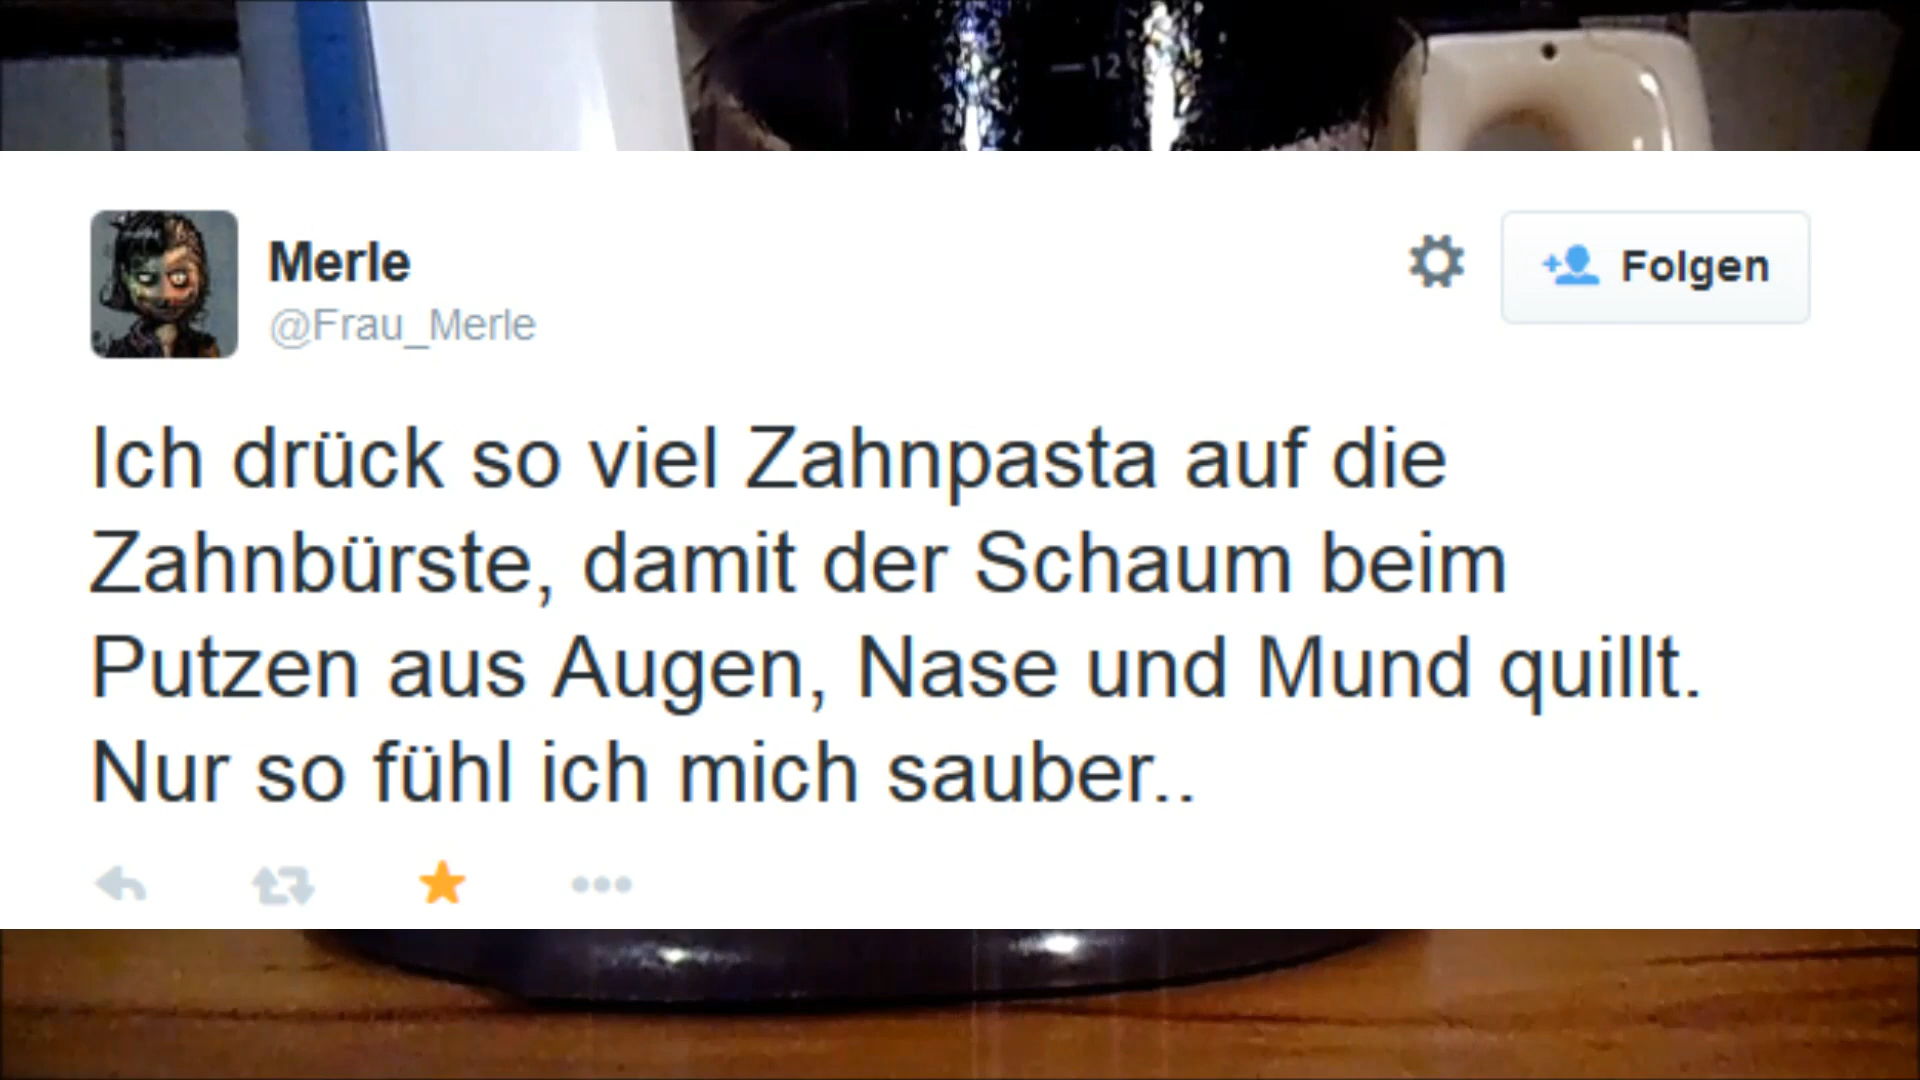 12
Merle
@Frau_Merle
Folgen
Ich drück so viel Zahnpasta auf die
Zahnbürste, damit der Schaum beim
Putzen aus Augen, Nase und Mund quillt.
Nur so fühl ich mich sauber..